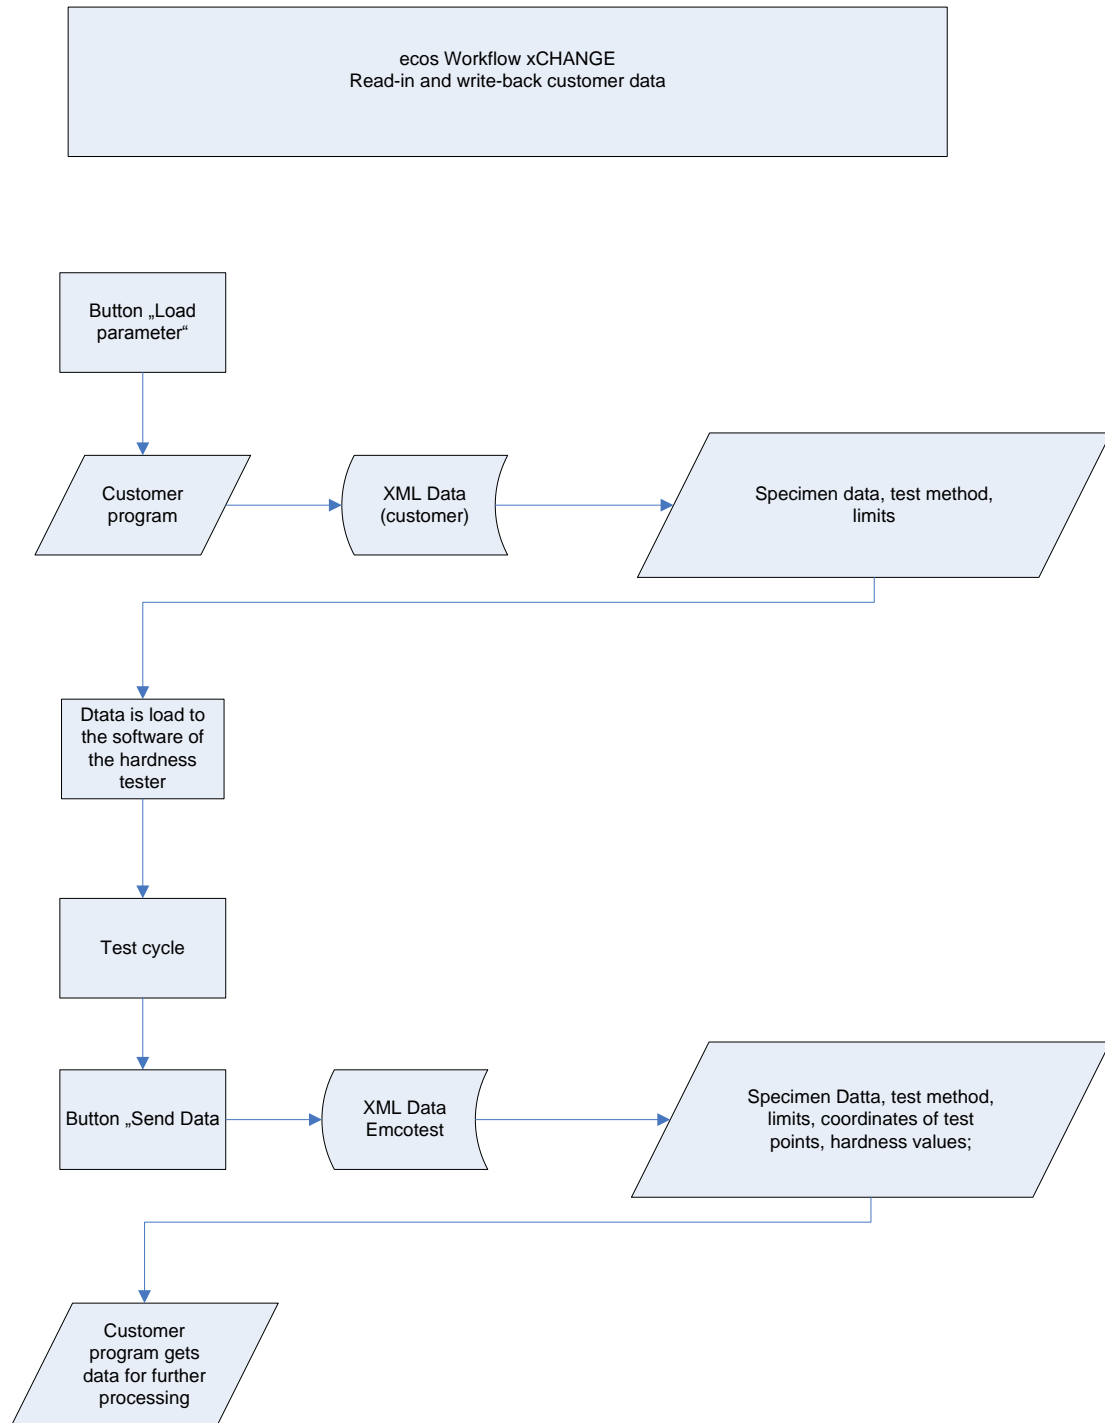 ecos Workflow xCHANGE
Read-in and write-back customer data
Button „Load
parameter“
Customer
program
XML Data
(customer)
Specimen data, test method,
limits
Dtata is load to
the software of
the hardness
tester
Test cycle
Button „Send Data
XML Data
Emcotest
Specimen Datta, test method,
limits, coordinates of test
points, hardness values;
Customer
program gets
data for further
processing